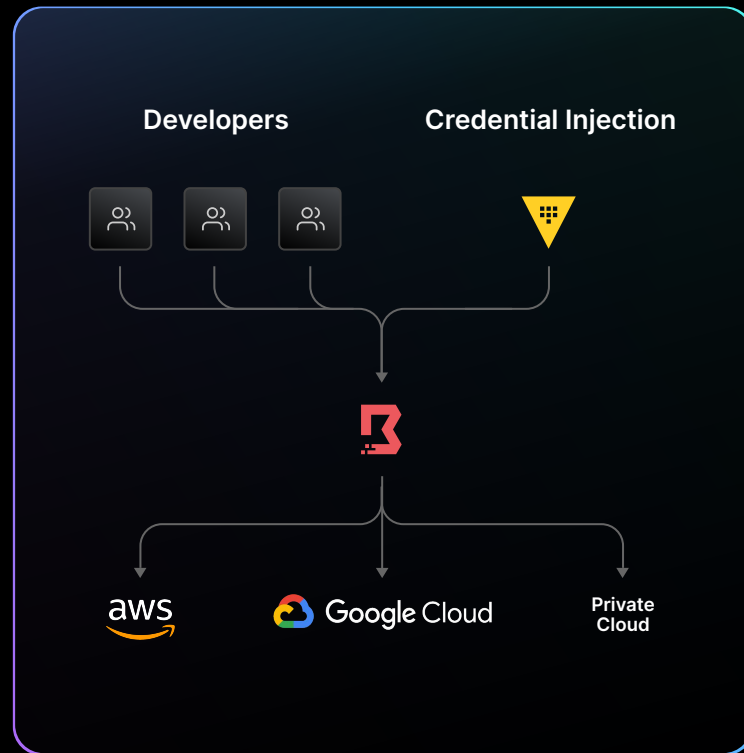 Developers
Credential Injection
aws
Google Cloud
Private
Cloud